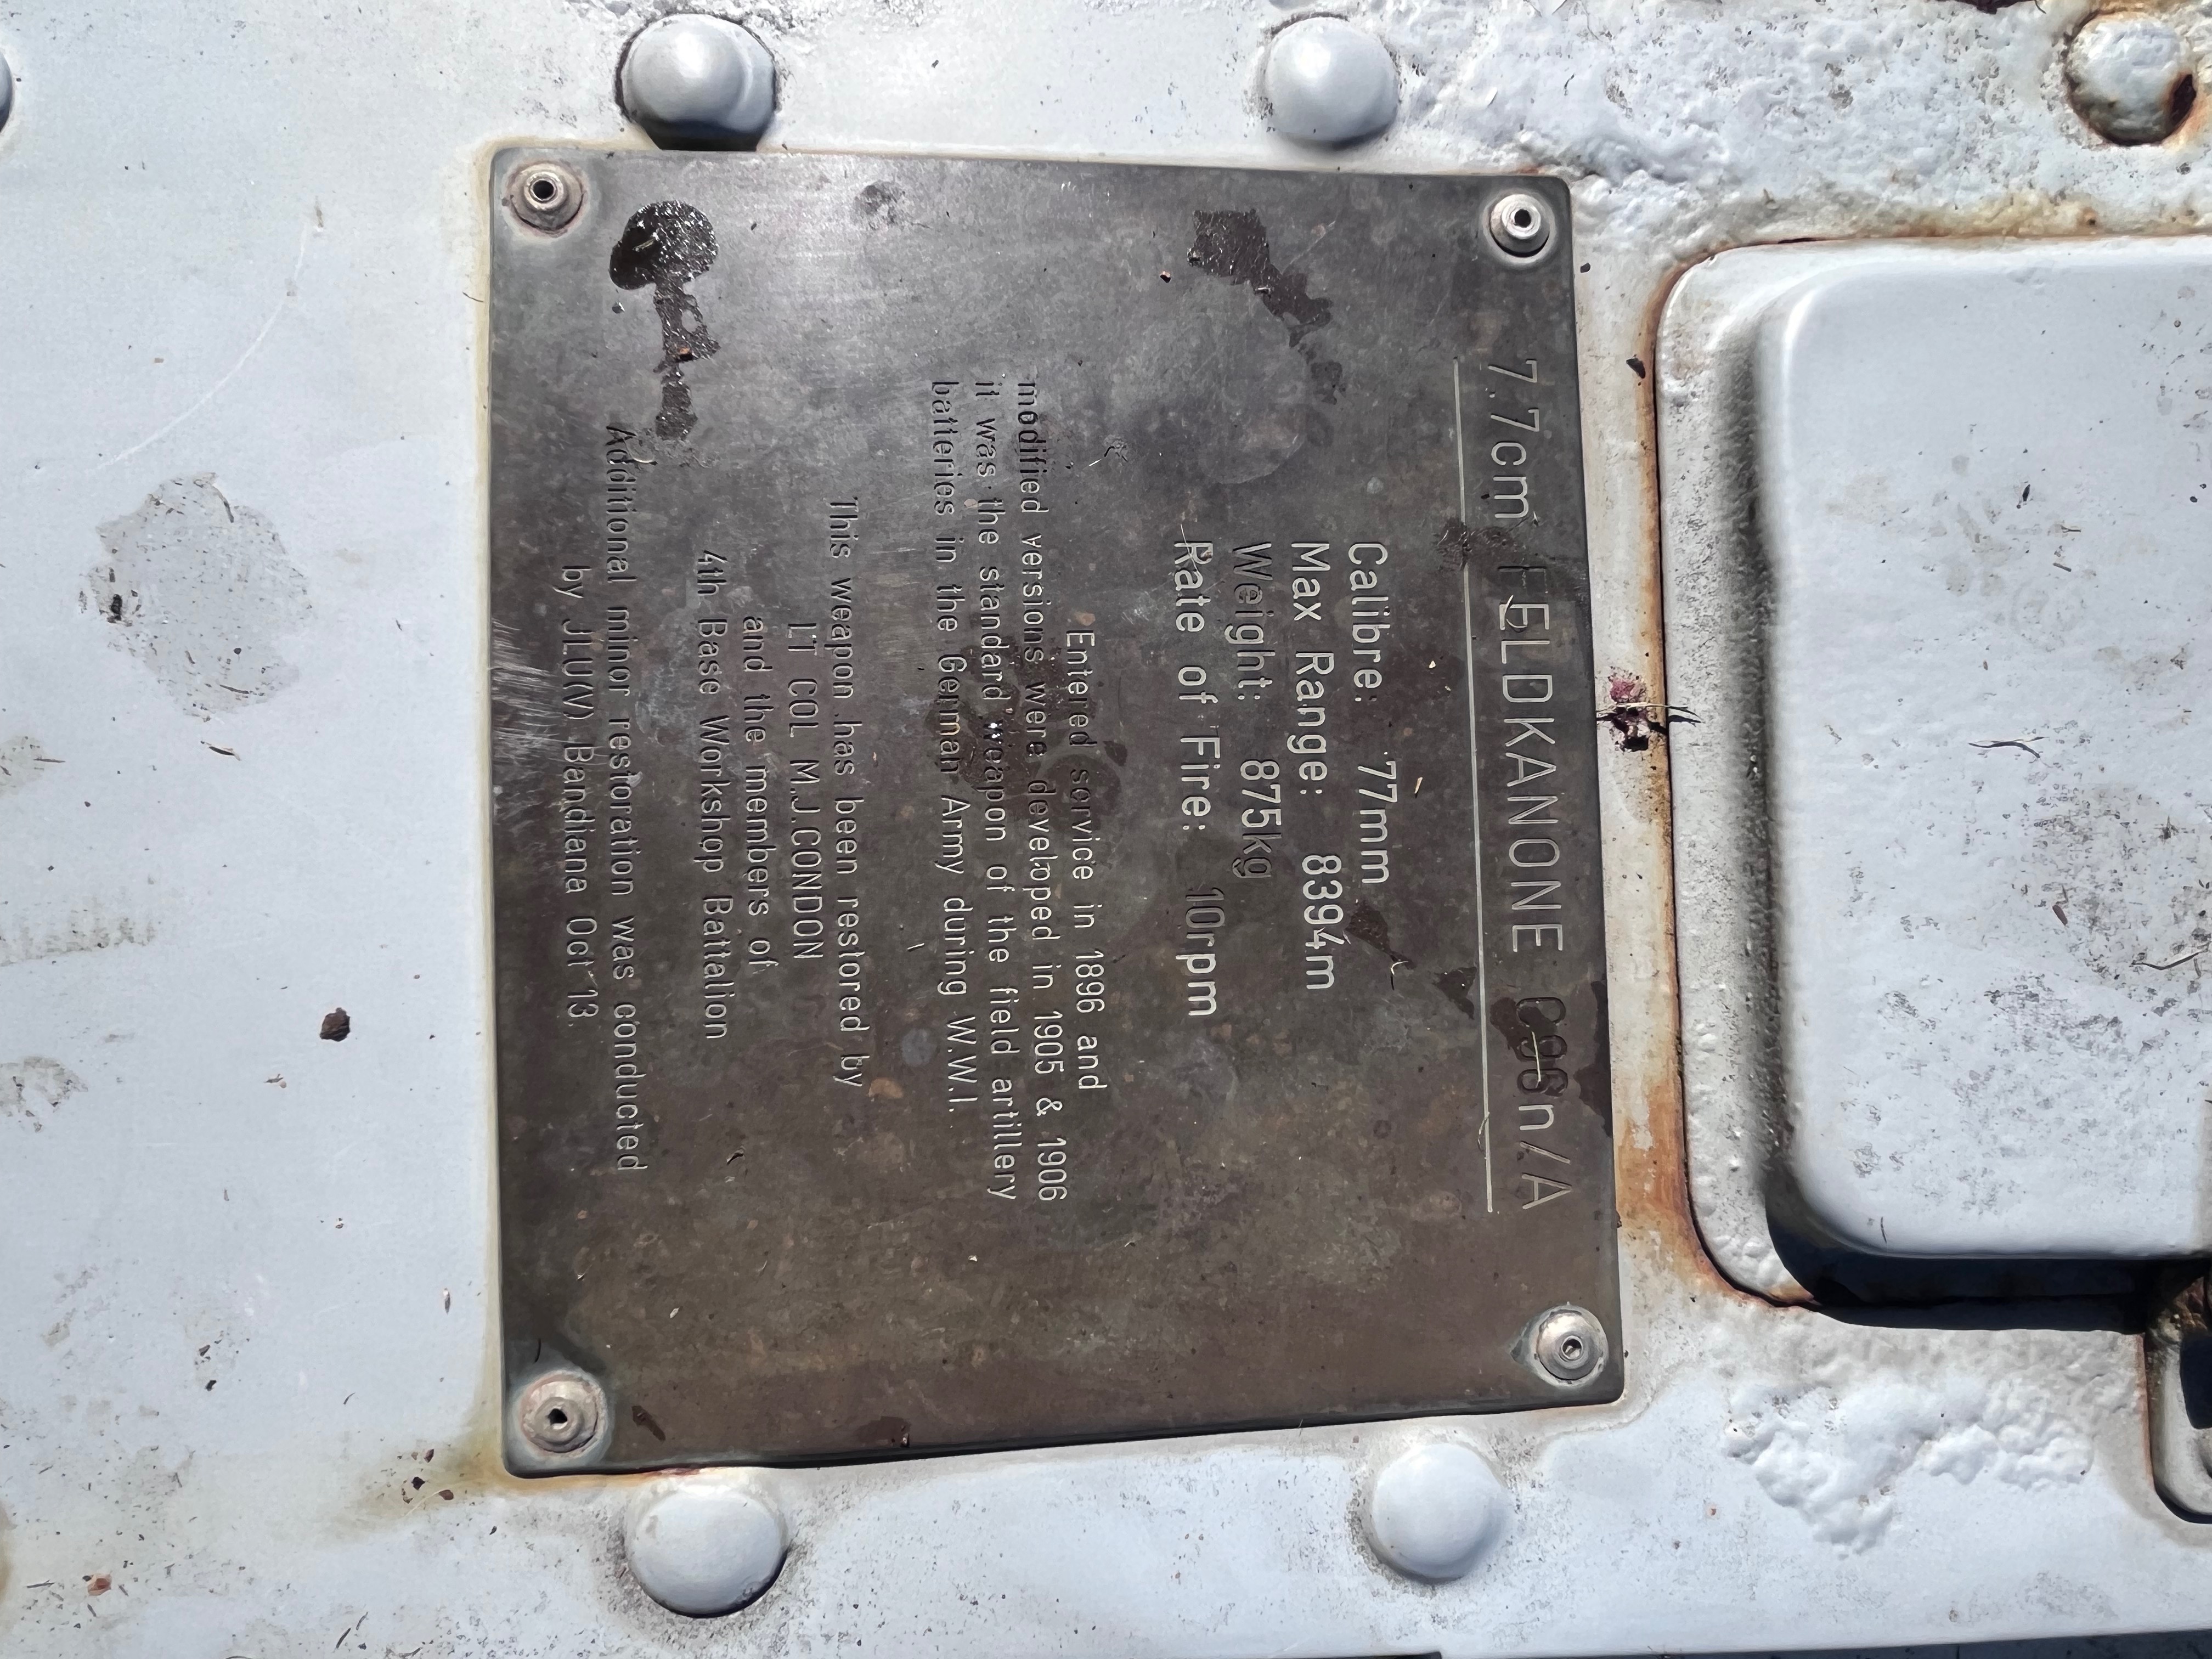 7.7cm FELDKANONE C96n/A
Calibre: 77mm
Max Range: 8394m
Weight: 875kg
Rate of Fire: 10rpm
Entered service in 1896 and
modified versions were developed in 1905 & 1906
it was the standard weapon of the field artillery
batteries in the German Army during W.W.I.
This weapon has been restored by
LT COL M.J.CONDON
and the members of
4th Base Workshop Battalion
Additional minor restoration was conducted
by JLU(V) Bandiana Oct 13.